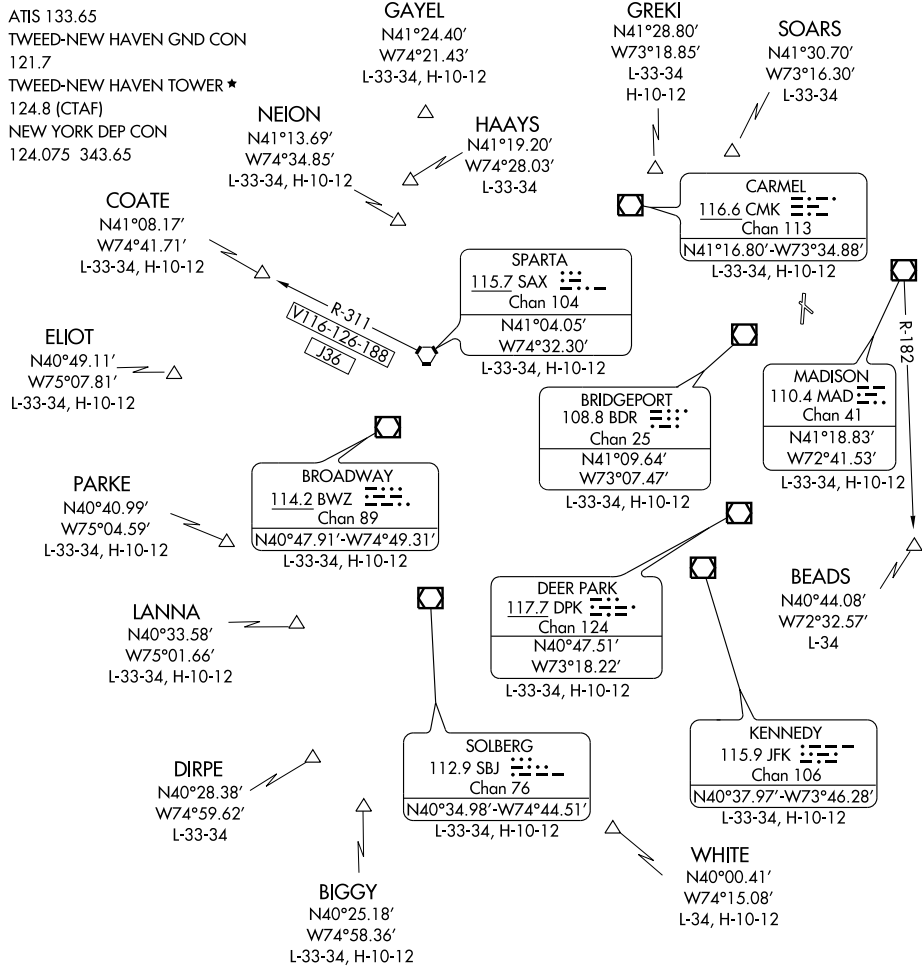 ATIS 133.65
TWEED-NEW HAVEN GND CON
121.7
TWEED-NEW HAVEN TOWER ★
124.8 (CTAF)
NEW YORK DEP CON
124.075 343.65
GAYEL
N41°24.40′
W74°21.43′
L-33-34, H-10-12
GREKI
N41°28.80′
W73°18.85′
L-33-34
H-10-12
SOARS
N41°30.70′
W73°16.30′
L-33-34
NEION
N41°13.69′
W74°34.85′
L-33-34, H-10-12
HAAYS
N41°19.20′
W74°28.03′
L-33-34
CARMEL
116.6 CMK
Chan 113
N41°16.80′-W73°34.88′
L-33-34, H-10-12
COATE
N41°08.17′
W74°41.71′
L-33-34, H-10-12
R-311
V116-126-188
J36
SPARTA
115.7 SAX
Chan 104
N41°04.05′
W74°32.30′
L-33-34, H-10-12
R-182
ELIOT
N40°49.11′
W75°07.81′
L-33-34, H-10-12
BRIDGEPORT
108.8 BDR
Chan 25
N41°09.64′
W73°07.47′
L-33-34, H-10-12
MADISON
110.4 MAD
Chan 41
N41°18.83′
W72°41.53′
L-33-34, H-10-12
BROADWAY
114.2 BWZ
Chan 89
N40°47.91′-W74°49.31′
L-33-34, H-10-12
PARKE
N40°40.99′
W75°04.59′
L-33-34, H-10-12
DEER PARK
117.7 DPK
Chan 124
N40°47.51′
W73°18.22′
L-33-34, H-10-12
BEADS
N40°44.08′
W72°32.57′
L-34
LANNA
N40°33.58′
W75°01.66′
L-33-34, H-10-12
SOLBERG
112.9 SBJ
Chan 76
N40°34.98′-W74°44.51′
L-33-34, H-10-12
KENNEDY
115.9 JFK
Chan 106
N40°37.97′-W73°46.28′
L-33-34, H-10-12
DIRPE
N40°28.38′
W74°59.62′
L-33-34
WHITE
N40°00.41′
W74°15.08′
L-34, H-10-12
BIGGY
N40°25.18′
W74°58.36′
L-33-34, H-10-12